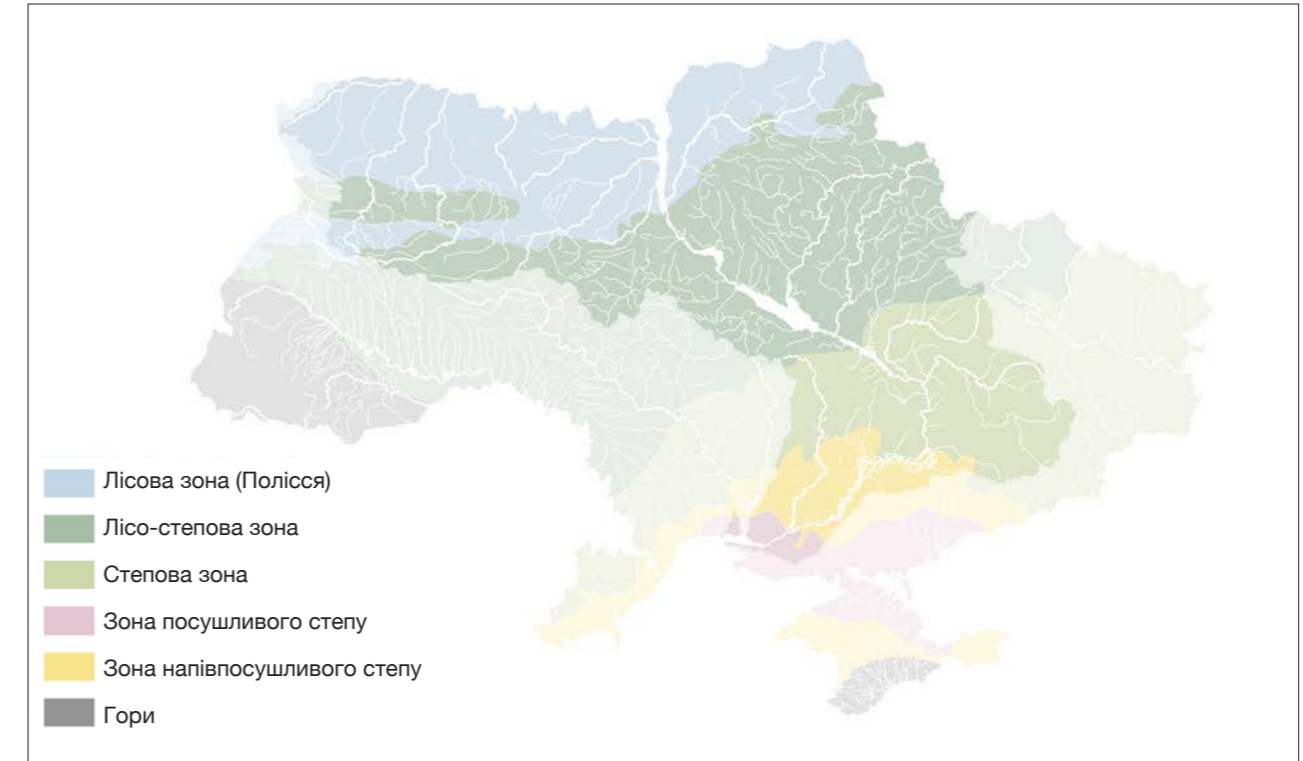 Лісова зона (Полісся)
Лісо-степова зона
Степова зона
Зона посушливого степу
Зона напівпосушливого степу
Гори